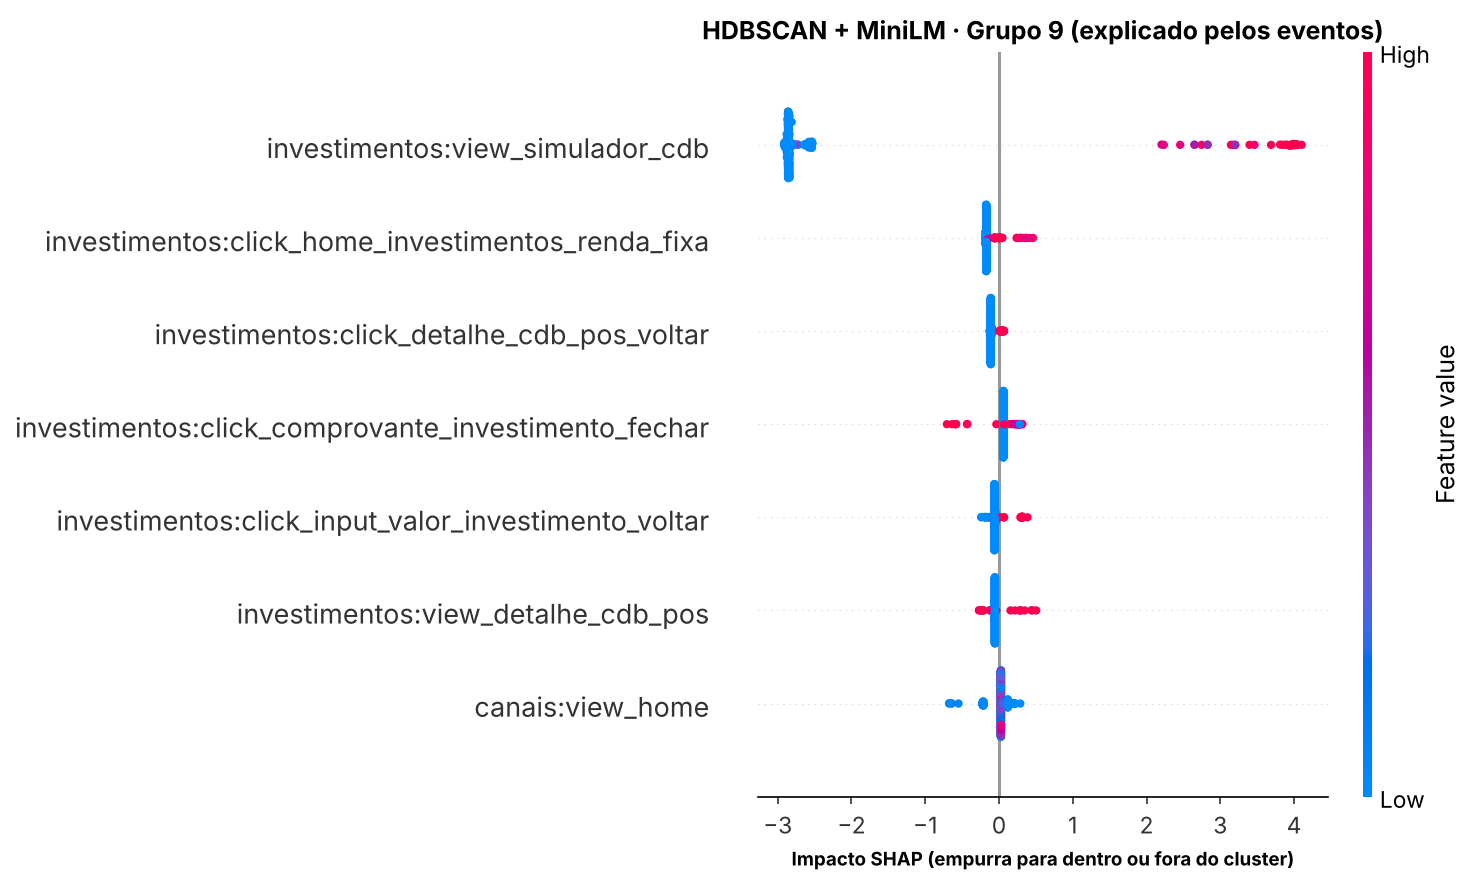 HDBSCAN + MiniLM · Grupo 9 (explicado pelos eventos)
High
investimentos:view_simulador_cdb
investimentos:click_home_investimentos_renda_fixa
investimentos:click_detalhe_cdb_pos_voltar
investimentos:click_comprovante_investimento_fechar
investimentos:click_input_valor_investimento_voltar
investimentos:view_detalhe_cdb_pos
canais:view_home
Feature value
Low
−3 −2 −1 0 1 2 3 4
Impacto SHAP (empurra para dentro ou fora do cluster)